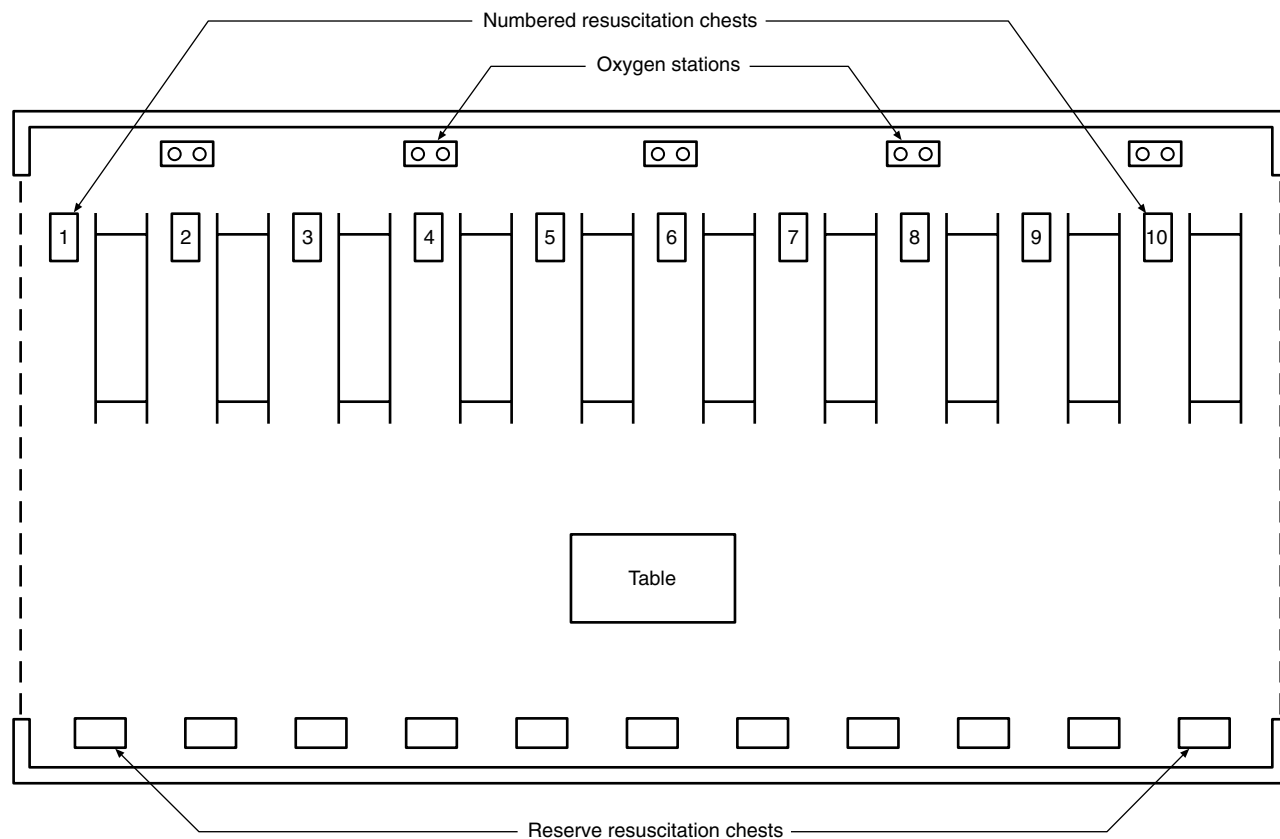 Numbered resuscitation chests
Oxygen stations
1 2 3 4 5 6 7 8 9 10
Table
Reserve resuscitation chests